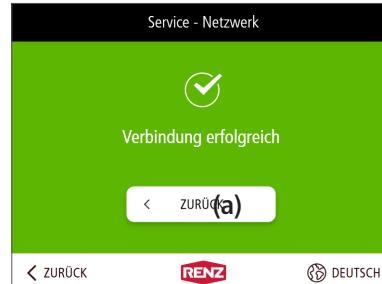 Service - Netzwerk
Verbindung erfolgreich
< ZURÜCK (a)
< ZURÜCK RENZ DEUTSCH